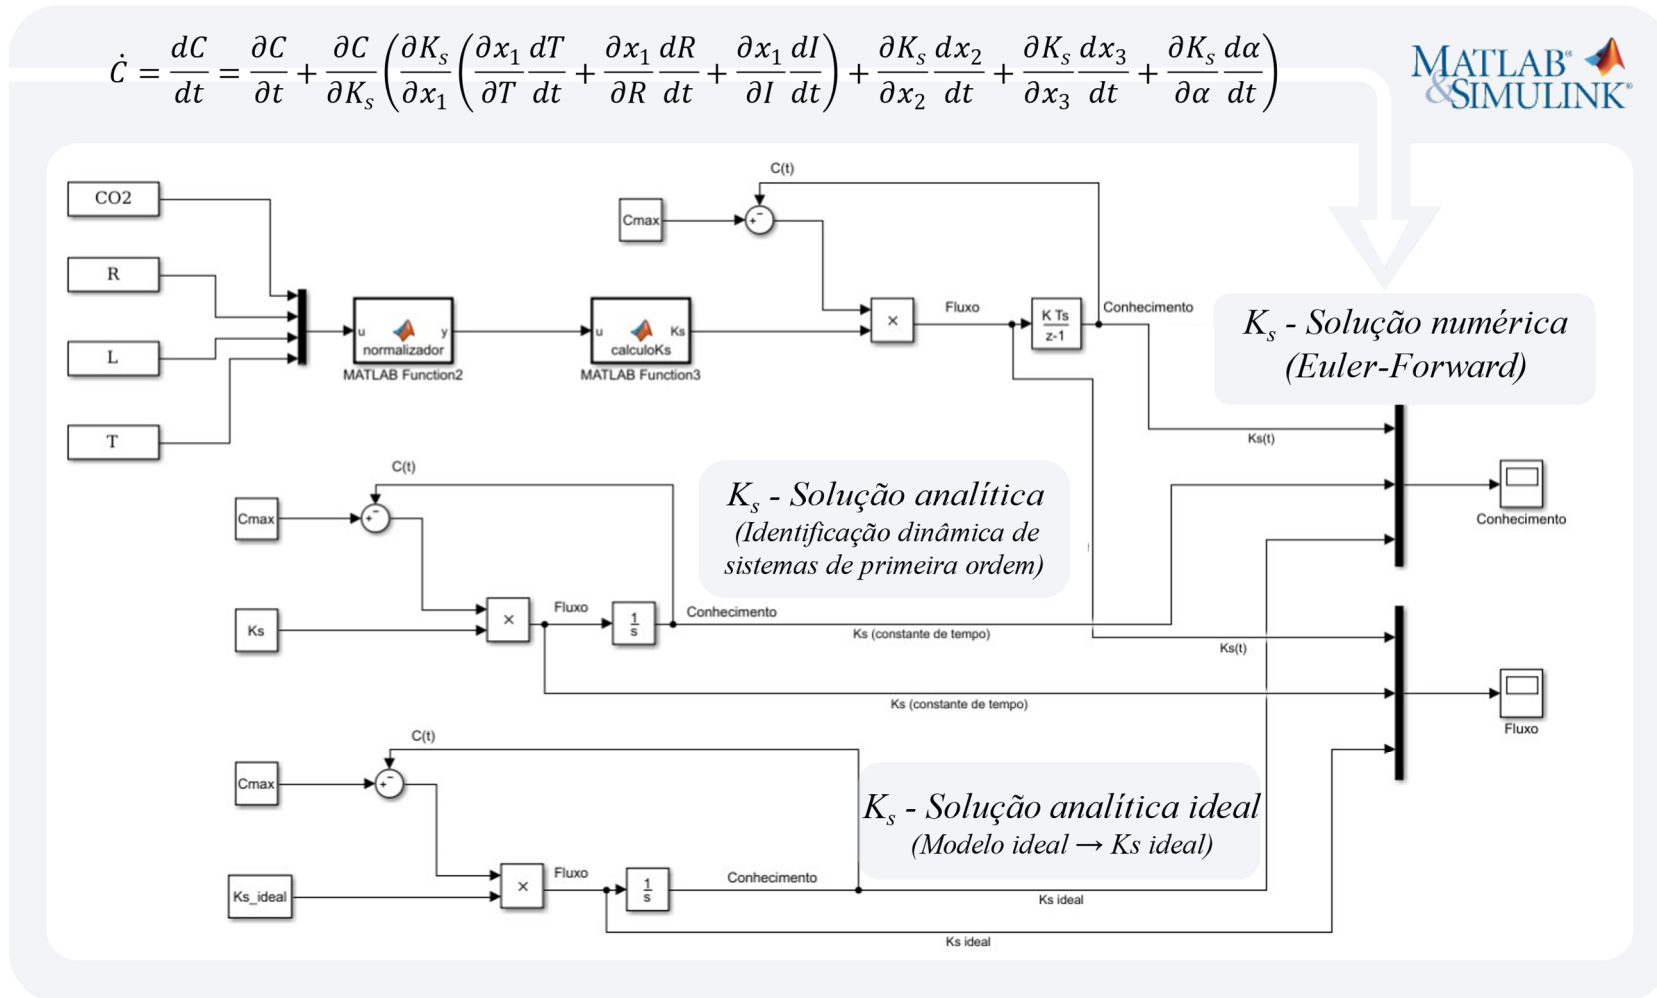 Ċ = dC/dt = ∂C/∂t + ∂C/∂K_s (∂K_s/∂x_1 (∂x_1/∂T dT/dt + ∂x_1/∂R dR/dt + ∂x_1/∂I dI/dt) + ∂K_s/∂x_2 dx_2/dt + ∂K_s/∂x_3 dx_3/dt + ∂K_s/∂α dα/dt)
MATLAB®
&SIMULINK®
CO2
R
L
T
u
y
normalizador
MATLAB Function2
u
Ks
calculoKs
MATLAB Function3
C(t)
Cmax
+
−
×
Fluxo
K Ts
z-1
Conhecimento
K_s - Solução numérica
(Euler-Forward)
Ks(t)
C(t)
Cmax
+
−
Ks
×
Fluxo
1
s
Conhecimento
K_s - Solução analítica
(Identificação dinâmica de
sistemas de primeira ordem)
Ks (constante de tempo)
Ks(t)
Ks (constante de tempo)
Conhecimento
Fluxo
C(t)
Cmax
+
−
Ks_ideal
×
Fluxo
1
s
Conhecimento
K_s - Solução analítica ideal
(Modelo ideal → Ks ideal)
Ks ideal
Ks ideal